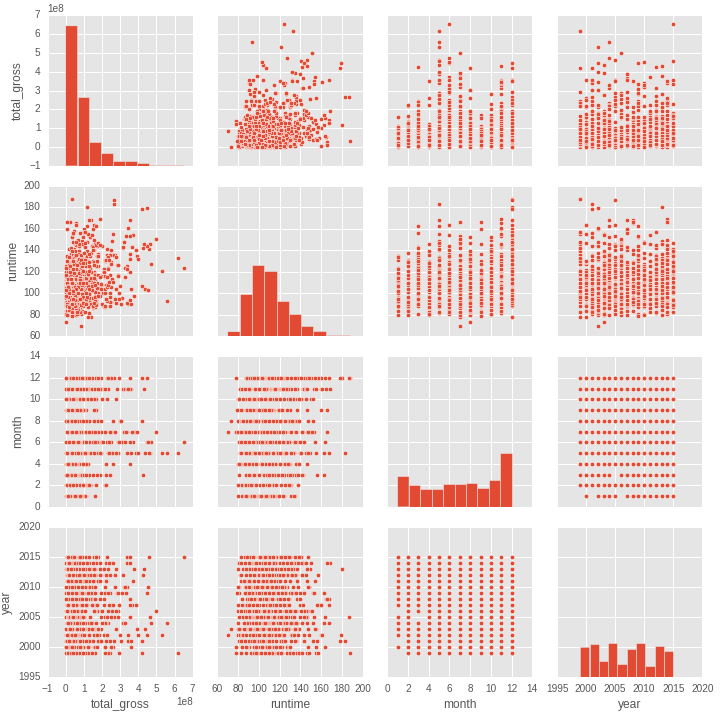 1e8
7
6
5
4
3
2
1
0
−1
total_gross
200
180
160
140
120
100
80
60
runtime
14
12
10
8
6
4
2
0
month
2020
2015
2010
2005
2000
1995
year
−1 0 1 2 3 4 5 6 7
1e8
total_gross
60 80 100 120 140 160 180 200
runtime
0 2 4 6 8 10 12 14
month
1995 2000 2005 2010 2015 2020
year